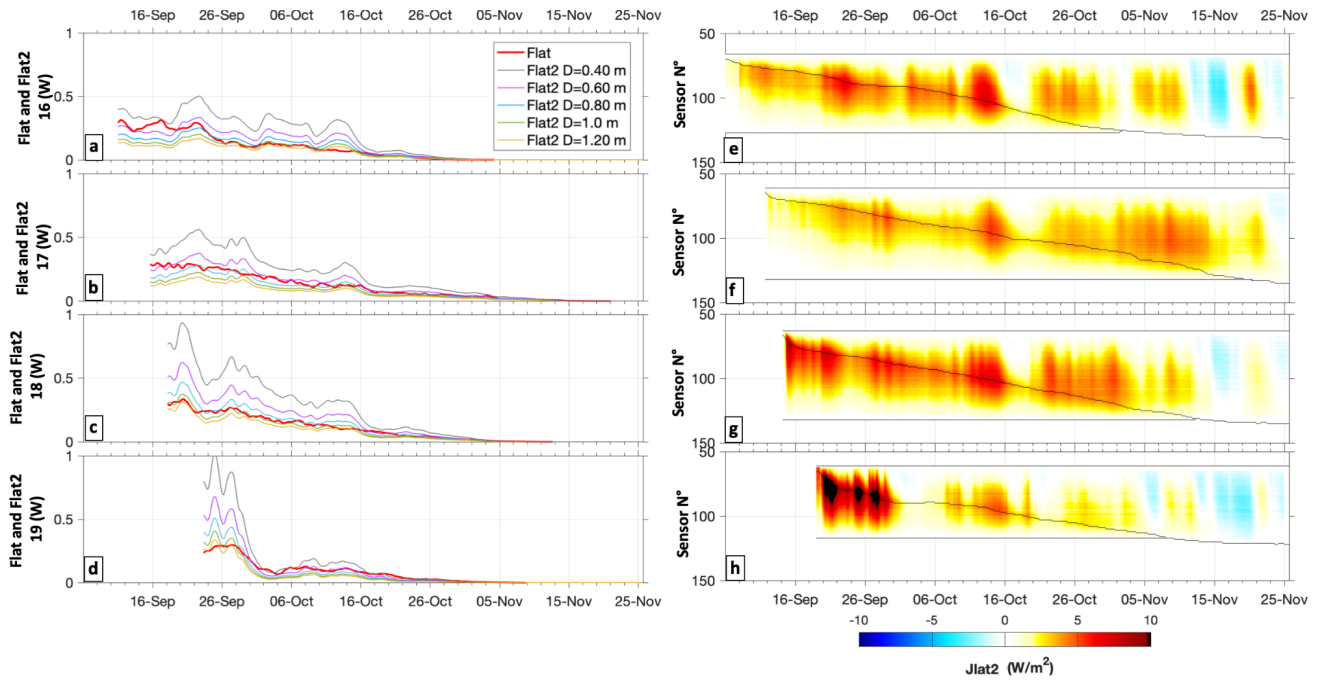 16-Sep 26-Sep 06-Oct 16-Oct 26-Oct 05-Nov 15-Nov 25-Nov
Flat and Flat2
16 (W)
1
0.5
0
a
Flat
Flat2 D=0.40 m
Flat2 D=0.60 m
Flat2 D=0.80 m
Flat2 D=1.0 m
Flat2 D=1.20 m
Flat and Flat2
17 (W)
1
0.5
0
b
Flat and Flat2
18 (W)
1
0.5
0
c
Flat and Flat2
19 (W)
1
0.5
0
d
16-Sep 26-Sep 06-Oct 16-Oct 26-Oct 05-Nov 15-Nov 25-Nov
16-Sep 26-Sep 06-Oct 16-Oct 26-Oct 05-Nov 15-Nov 25-Nov
Sensor N°
50
100
150
e
Sensor N°
50
100
150
f
Sensor N°
50
100
150
g
Sensor N°
50
100
150
h
16-Sep 26-Sep 06-Oct 16-Oct 26-Oct 05-Nov 15-Nov 25-Nov
-10 -5 0 5 10
Jlat2 (W/m²)